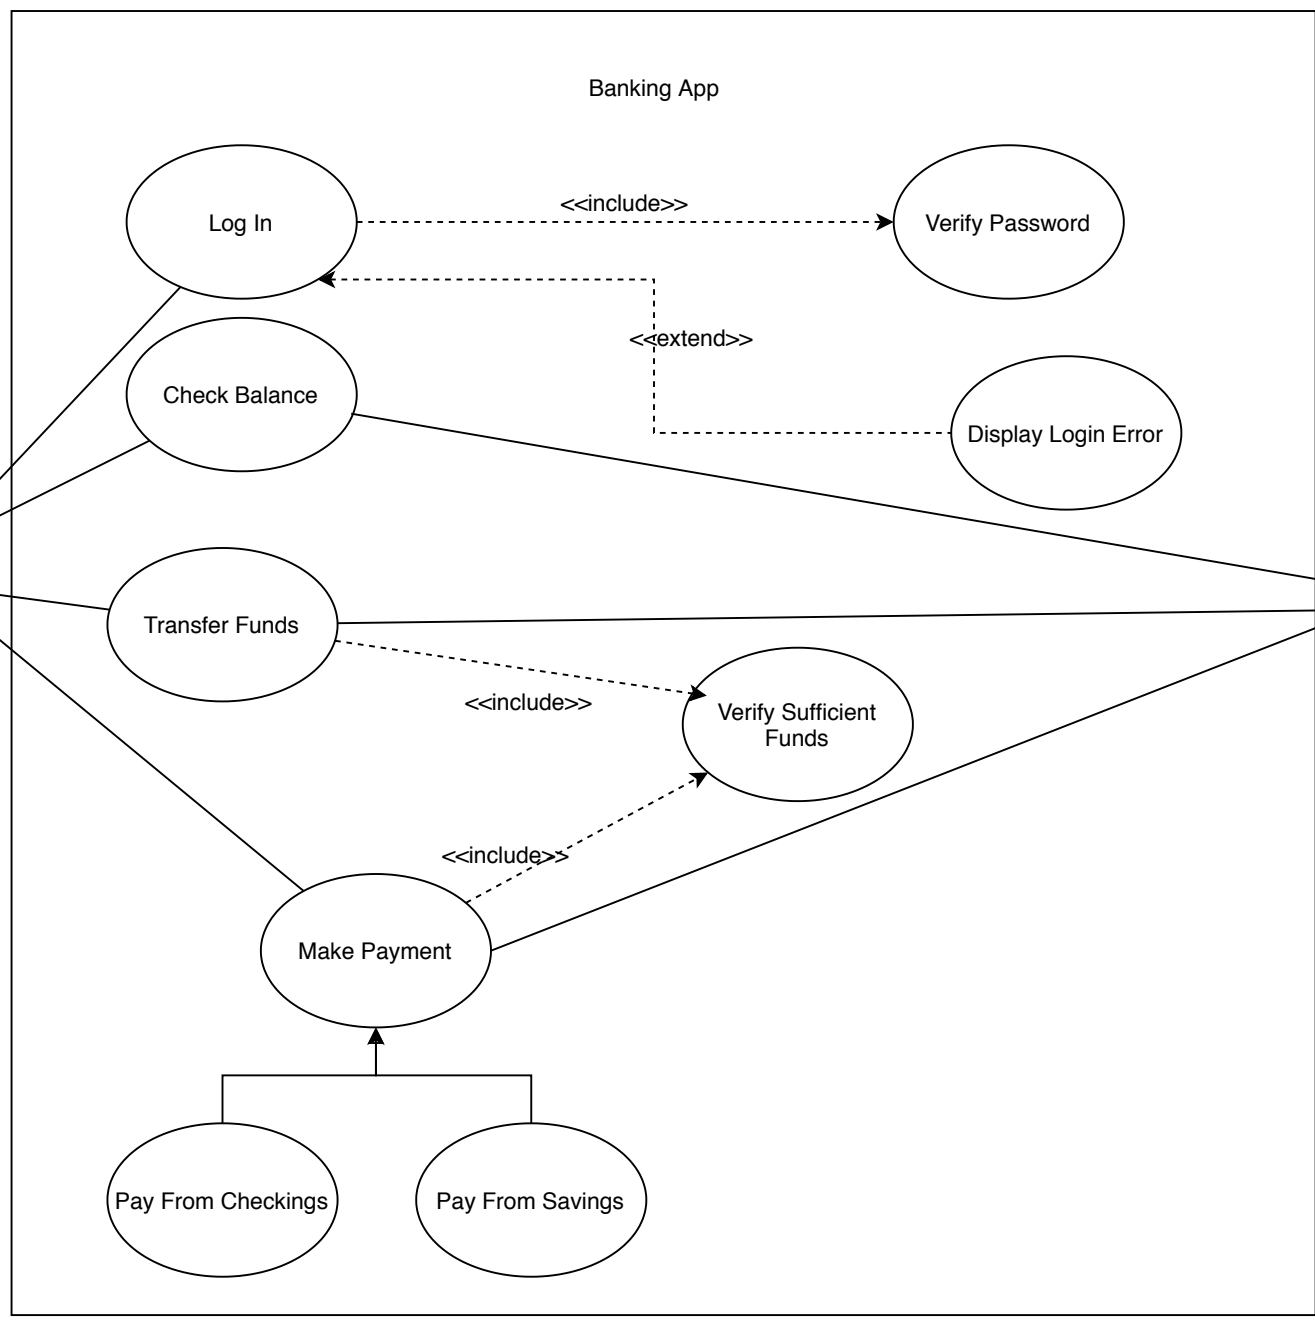 Banking App
Log In
<<include>>
Verify Password
<<extend>>
Check Balance
Display Login Error
Transfer Funds
<<include>>
Verify Sufficient
Funds
<<include>>
Make Payment
Pay From Checkings
Pay From Savings